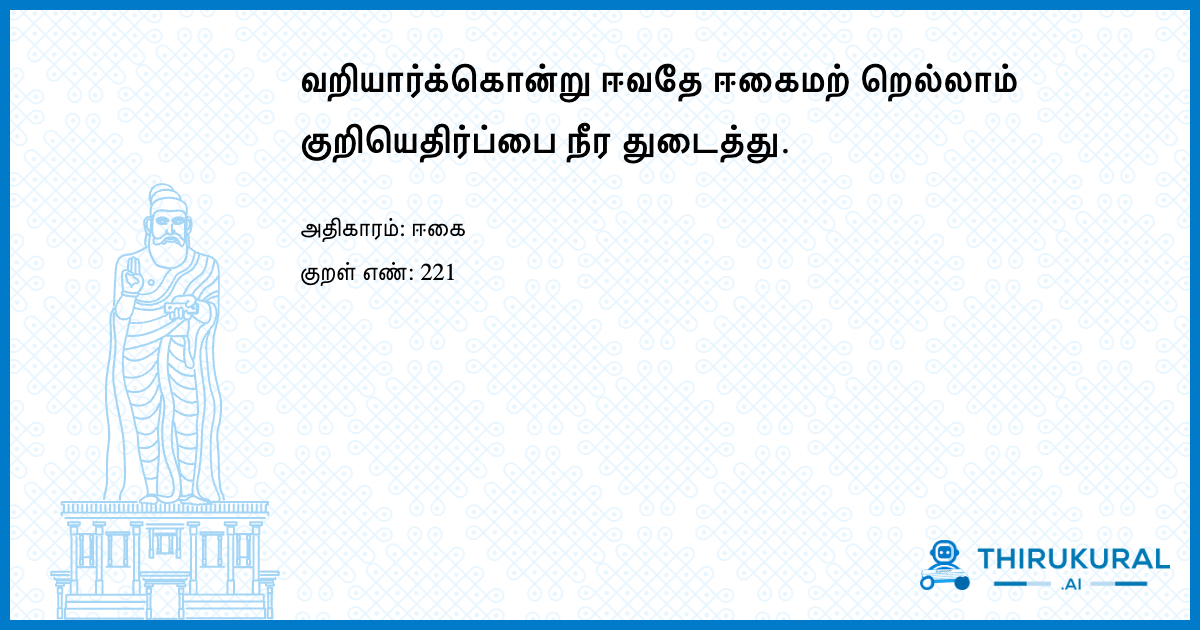 வறியார்க்கொன்று ஈவதே ஈகைமற் றெல்லாம்
குறியெதிர்ப்பை நீர துடைத்து.
அதிகாரம்: ஈகை
குறள் எண்: 221
THIRUKURAL
.AI